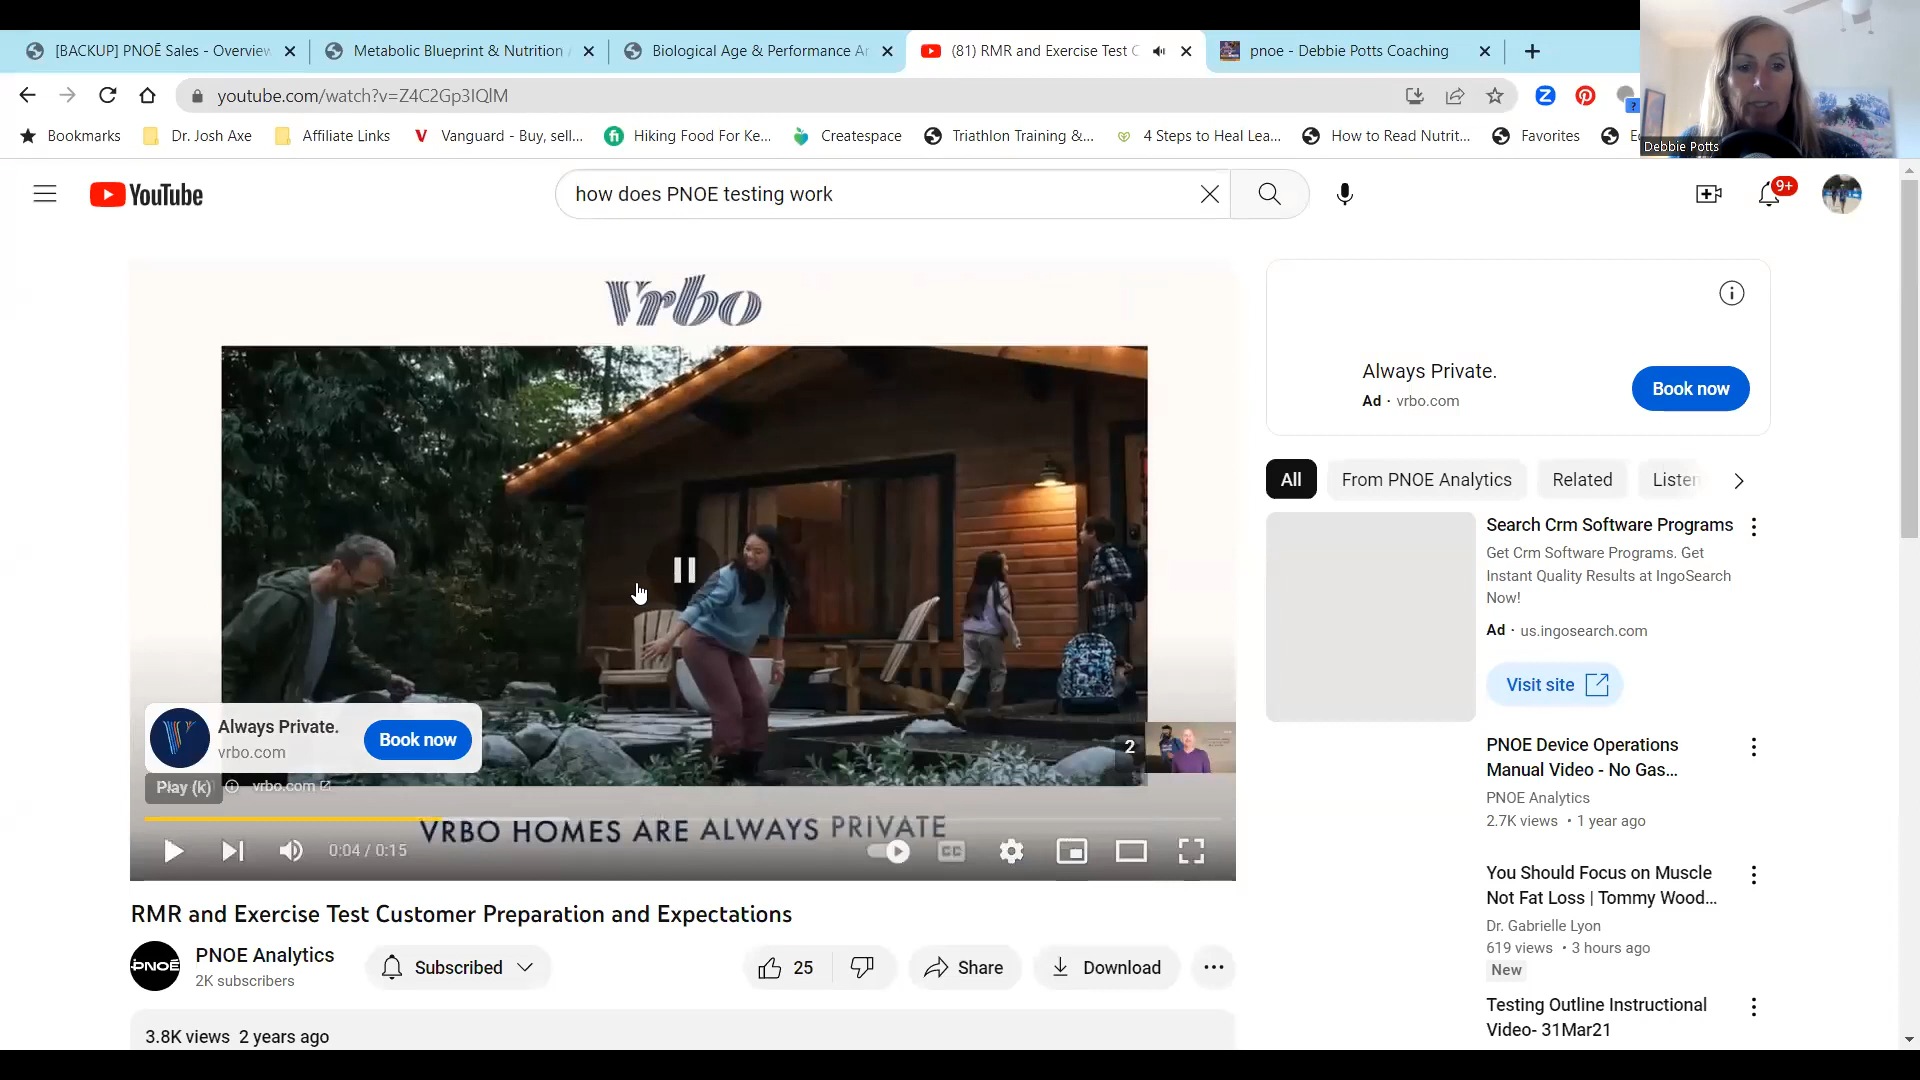 [BACKUP] PNOĒ Sales - Overview
Metabolic Blueprint & Nutrition
Biological Age & Performance
(81) RMR and Exercise Test
pnoe - Debbie Potts Coaching
youtube.com/watch?v=Z4C2Gp3IQlM
Bookmarks
Dr. Josh Axe
Affiliate Links
Vanguard - Buy, sell...
Hiking Food For Ke...
Createspace
Triathlon Training &...
4 Steps to Heal Lea...
How to Read Nutrit...
Favorites
Debbie Potts
YouTube
how does PNOE testing work
9+
Vrbo
Always Private.
Ad · vrbo.com
Book now
All
From PNOE Analytics
Related
Listen
Search Crm Software Programs
Get Crm Software Programs. Get
Instant Quality Results at IngoSearch
Now!
Ad · us.ingosearch.com
Visit site
Always Private.
vrbo.com
Book now
2
Play (k)
vrbo.com
VRBO HOMES ARE ALWAYS PRIVATE
0:04 / 0:15
CC
PNOE Device Operations
Manual Video - No Gas...
PNOE Analytics
2.7K views • 1 year ago
You Should Focus on Muscle
Not Fat Loss | Tommy Wood...
Dr. Gabrielle Lyon
619 views • 3 hours ago
New
Testing Outline Instructional
Video- 31Mar21
RMR and Exercise Test Customer Preparation and Expectations
PNOĒ
PNOE Analytics
2K subscribers
Subscribed
25
Share
Download
3.8K views 2 years ago